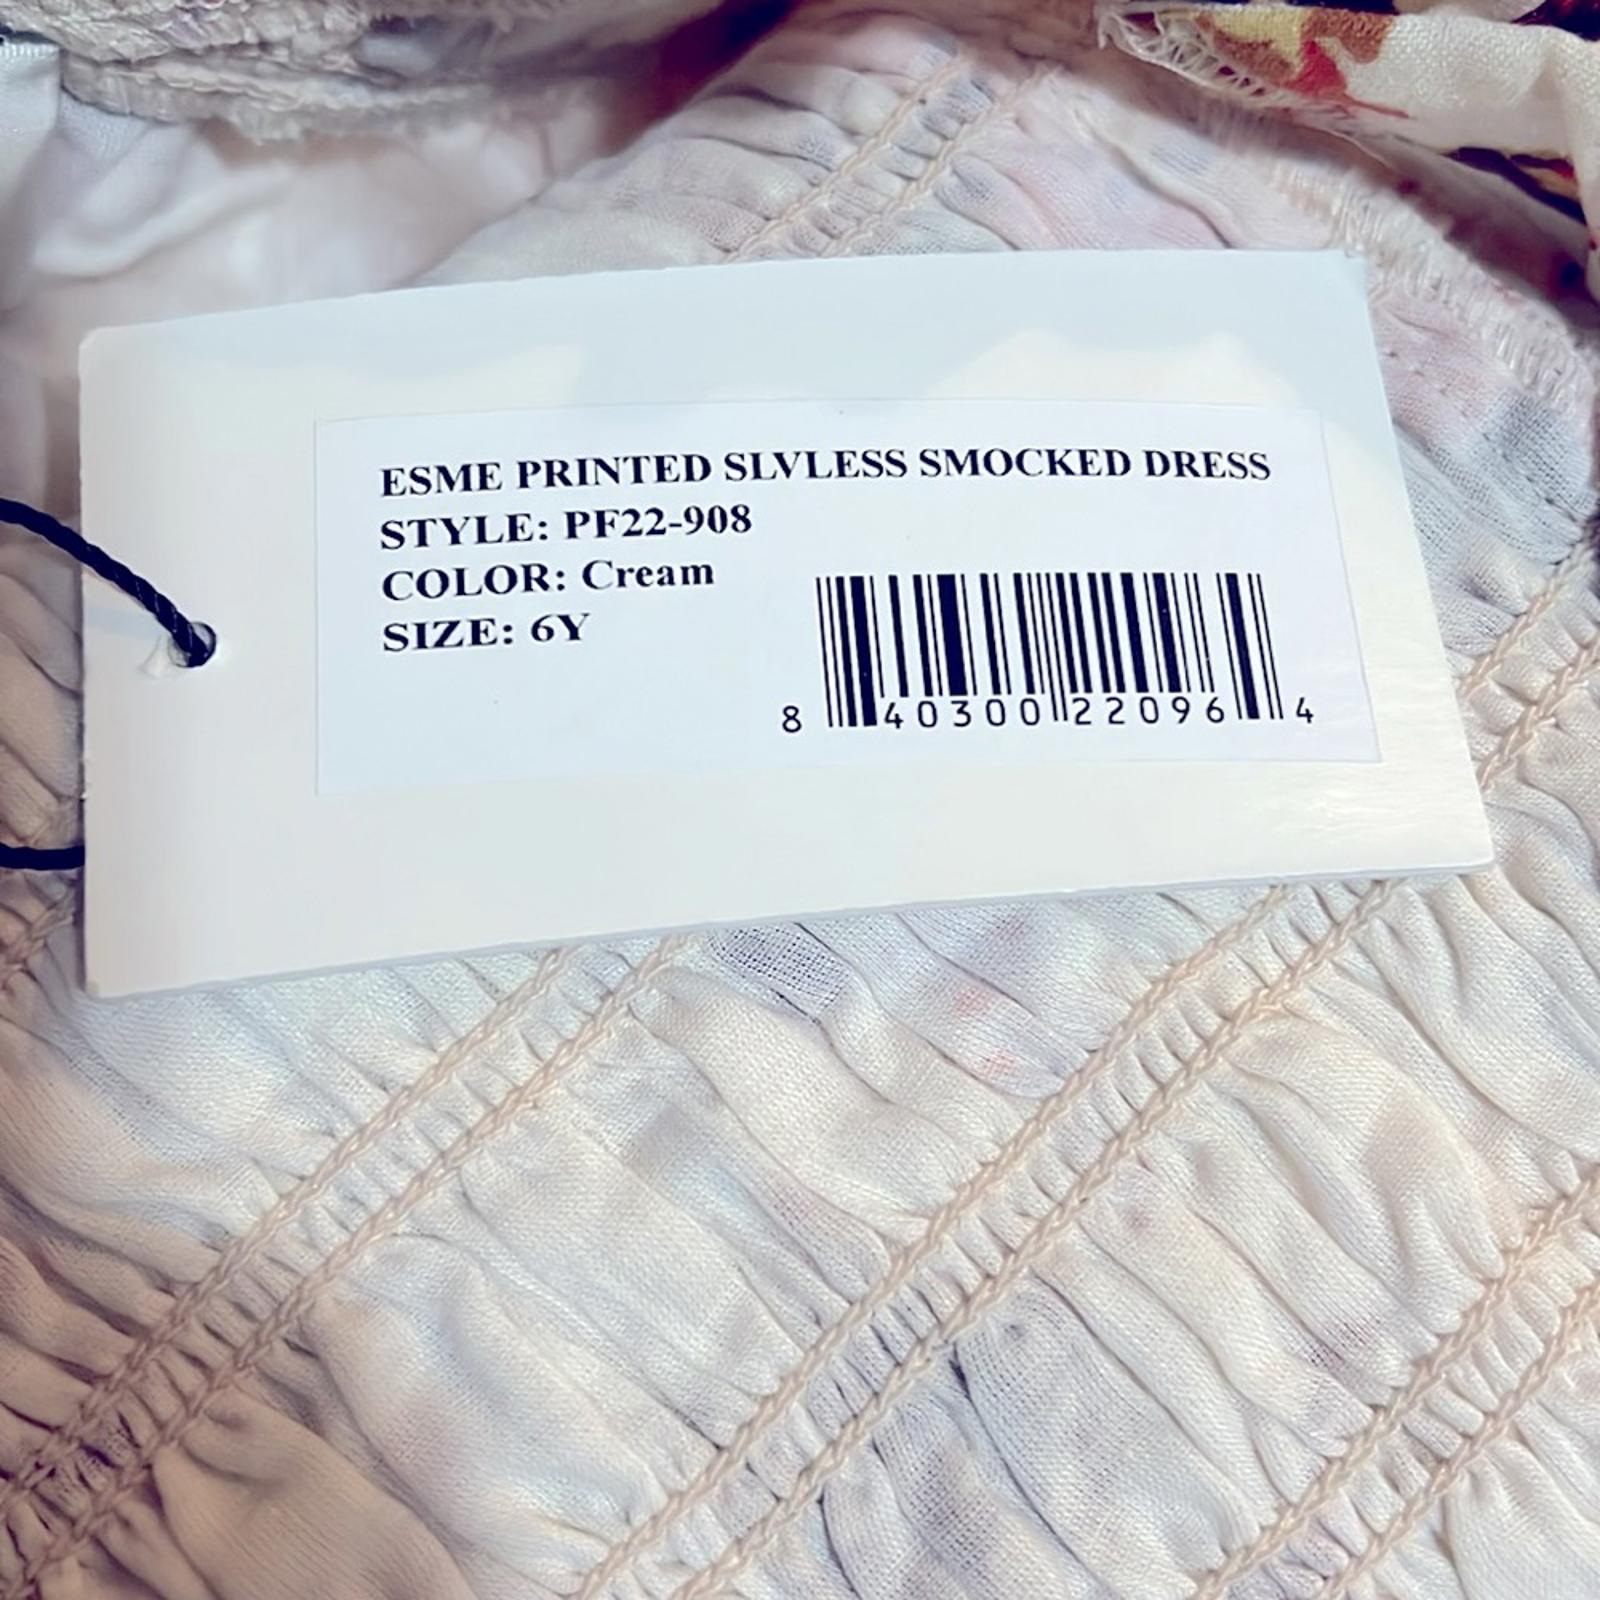 ESME PRINTED SLVLESS SMOCKED DRESS
STYLE: PF22-908
COLOR: Cream
SIZE: 6Y
8 40300 22096 4